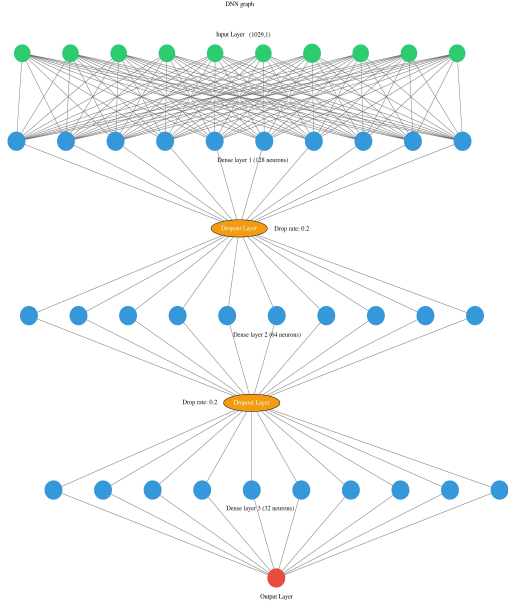 DNN graph
Input Layer (1029,1)
Dense layer 1 (128 neurons)
Dropout Layer
Drop rate: 0.2
Dense layer 2 (64 neurons)
Drop rate: 0.2
Dropout Layer
Dense layer 3 (32 neurons)
Output Layer